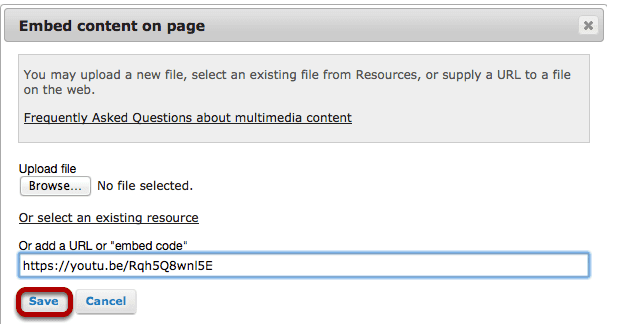 Embed content on page
You may upload a new file, select an existing file from Resources, or supply a URL to a file
on the web.
Frequently Asked Questions about multimedia content
Upload file
Browse... No file selected.
Or select an existing resource
Or add a URL or "embed code"
https://youtu.be/Rqh5Q8wnl5E
Save Cancel